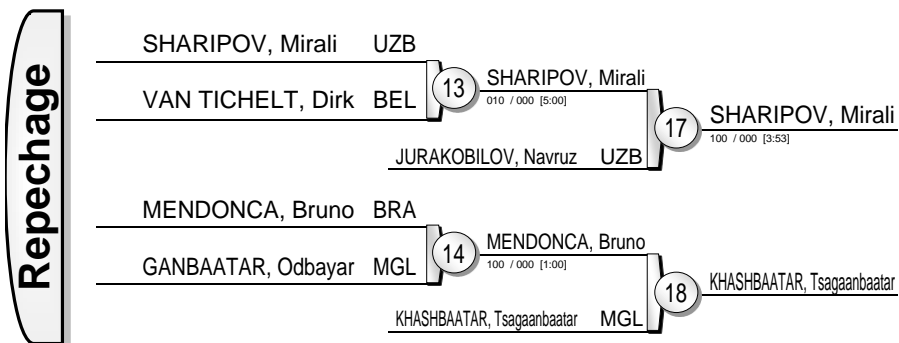 Repechage
SHARIPOV, Mirali UZB
VAN TICHELT, Dirk BEL
13
SHARIPOV, Mirali
010 / 000 [5:00]
JURAKOBILOV, Navruz UZB
17
SHARIPOV, Mirali
100 / 000 [3:53]
MENDONCA, Bruno BRA
GANBAATAR, Odbayar MGL
14
MENDONCA, Bruno
100 / 000 [1:00]
KHASHBAATAR, Tsagaanbaatar MGL
18
KHASHBAATAR, Tsagaanbaatar